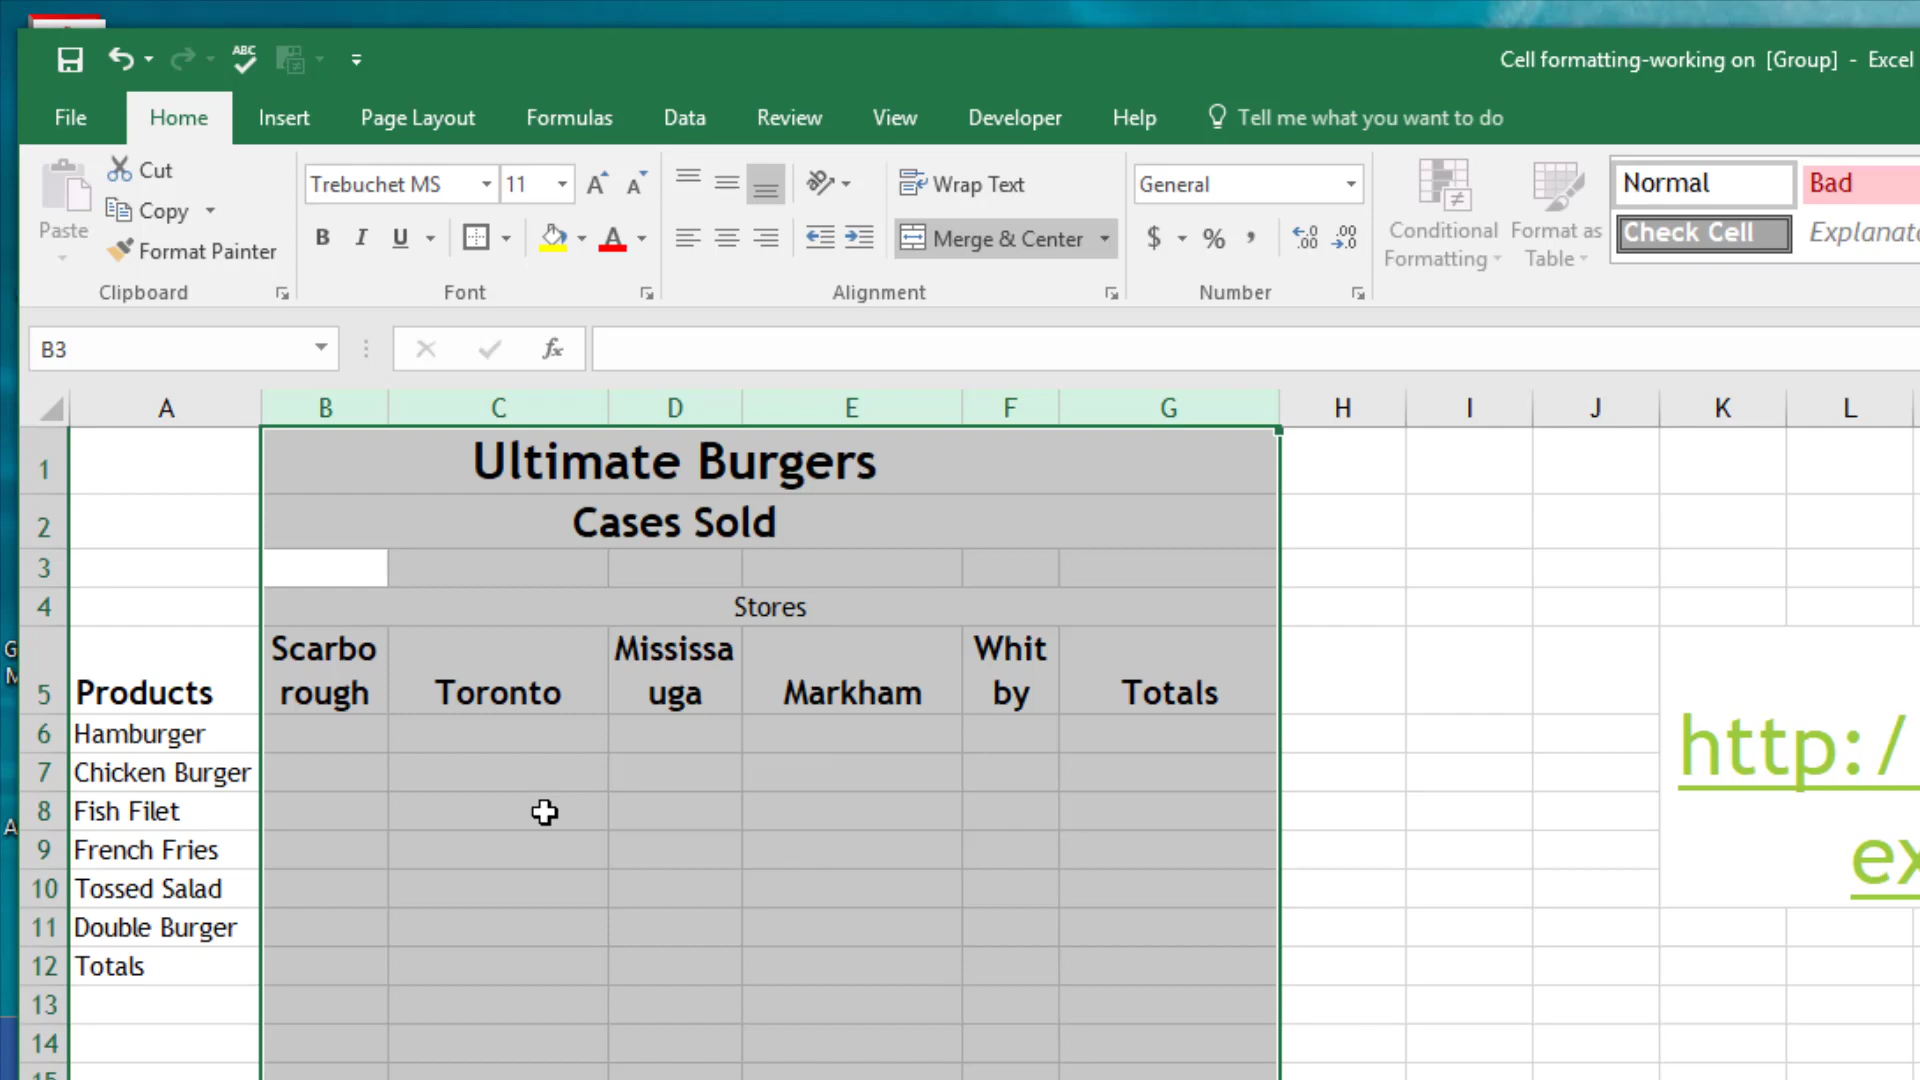 ABC
Cell formatting-working on [Group] - Excel
File Home Insert Page Layout Formulas Data Review View Developer Help Tell me what you want to do
Paste
Cut
Copy
Format Painter
Clipboard
Trebuchet MS 11 A A
B I U A
Font
Wrap Text
Merge & Center
Alignment
General
$ % , .00 .00
Number
Conditional Formatting
Format as Table
Normal Bad
Check Cell
B3 fx
A B C D E F G H I J K L
1 Ultimate Burgers
2 Cases Sold
3
4 Stores
Scarbo Mississa Whit
5 Products rough Toronto uga Markham by Totals
6 Hamburger
7 Chicken Burger
8 Fish Filet
9 French Fries
10 Tossed Salad
11 Double Burger
12 Totals
13
14
15
http:/
ex